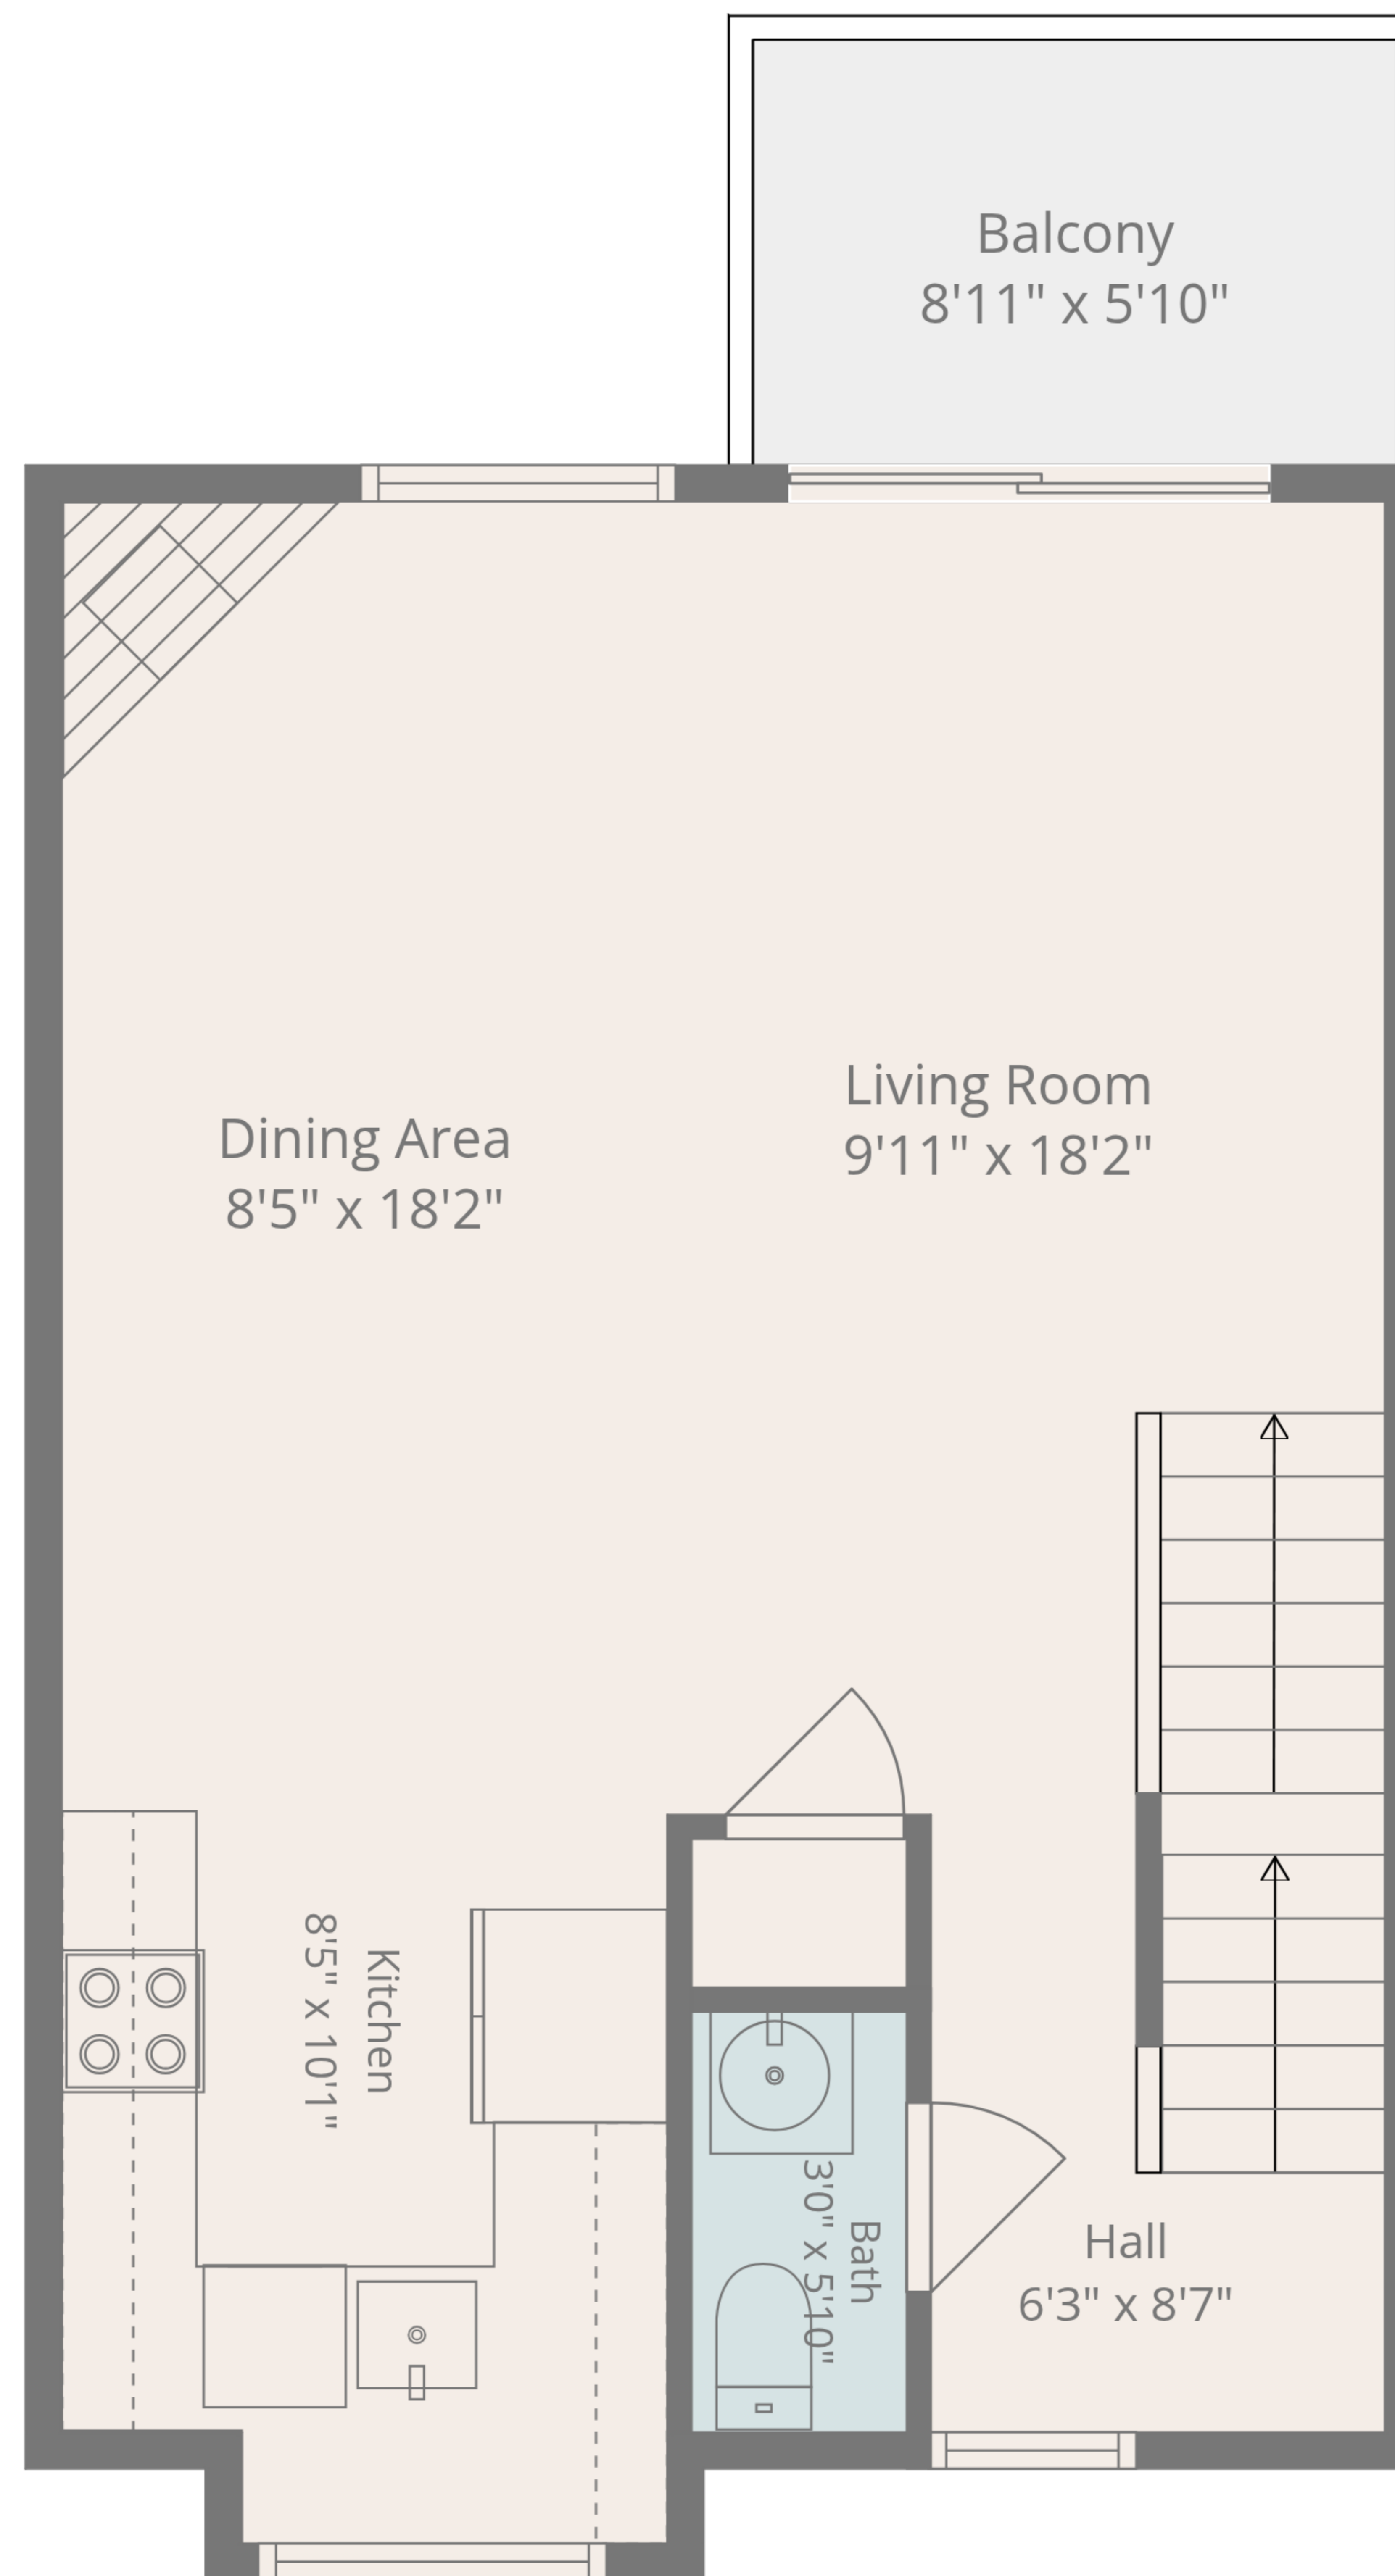 Balcony
8'11" x 5'10"
Living Room
9'11" x 18'2"
Dining Area
8'5" x 18'2"
Kitchen
8'5" x 10'1"
Bath
3'0" x 5'10"
Hall
6'3" x 8'7"